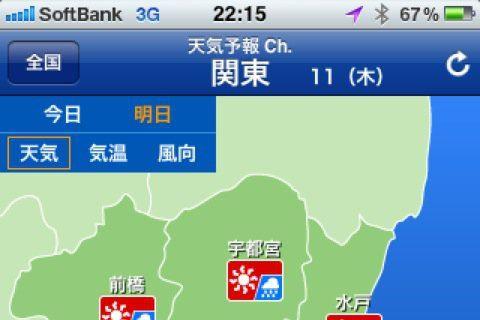 SoftBank 3G 22:15 67%
天気予報 Ch.
全国 関東 11 (木)
今日 明日
天気 気温 風向
宇都宮
前橋
水戸